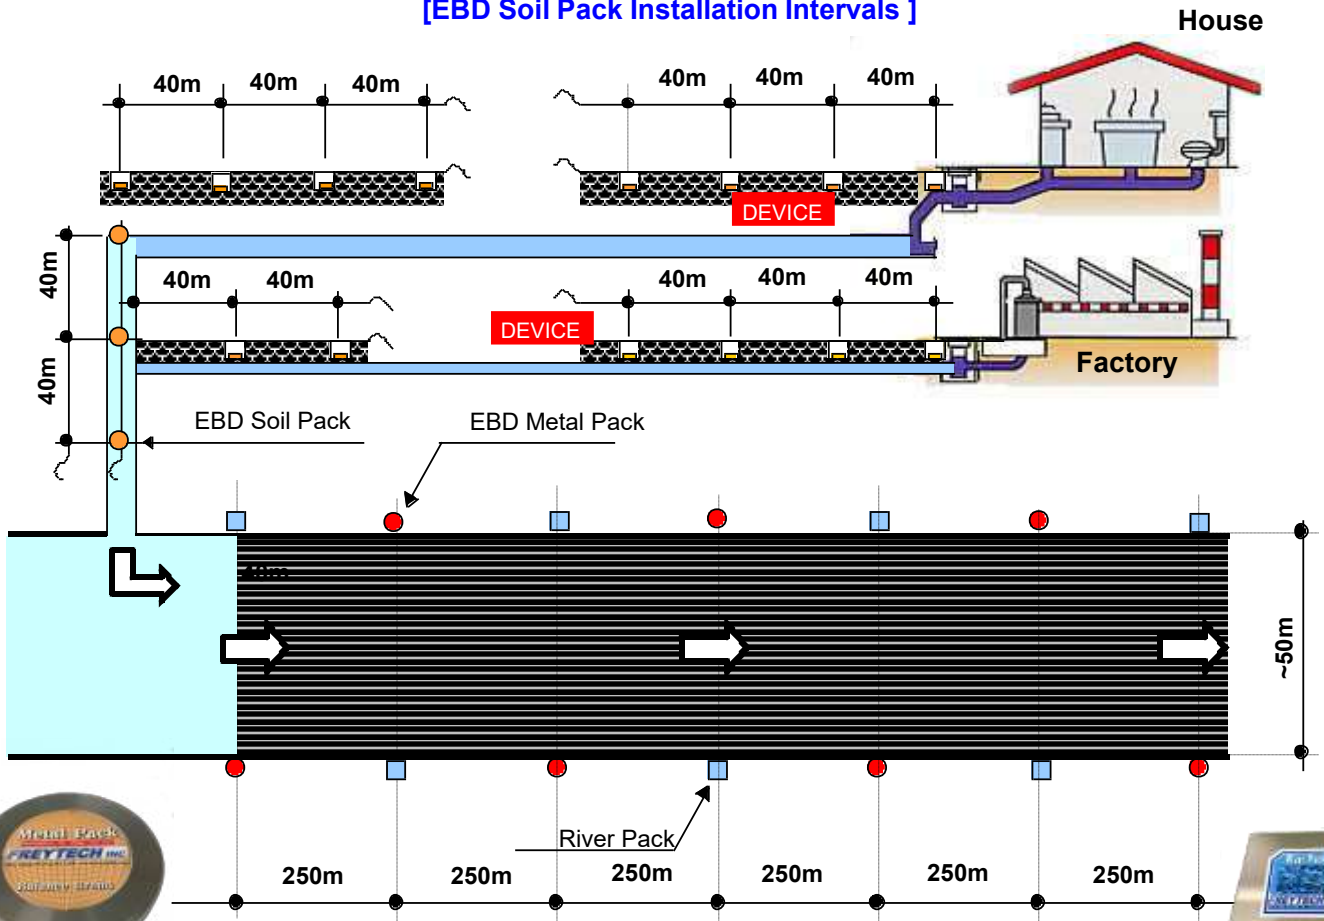 [EBD Soil Pack Installation Intervals ]
House
40m 40m 40m 40m 40m 40m
DEVICE
40m
40m 40m 40m 40m 40m
DEVICE
40m
Factory
EBD Soil Pack
EBD Metal Pack
40m
~50m
River Pack
250m 250m 250m 250m 250m 250m
Metal Pack
FREYTECH INC